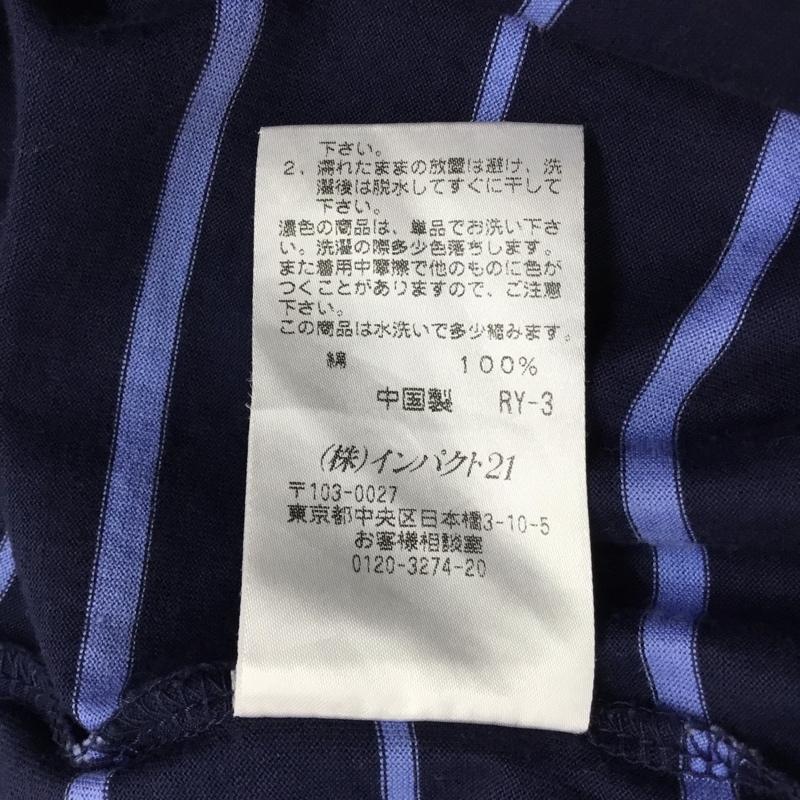 下さい。
2．濡れたままの放置は避け、洗
濯後は脱水してすぐに干して
下さい。
濃色の商品は、単品でお洗い下さ
い。洗濯の際多少色落ちします。
また着用中摩擦で他のものに色が
つくことがありますので、ご注意
下さい。
この商品は水洗いで多少縮みます。
綿 100%
中国製 RY-3
(株)インパクト21
〒103-0027
東京都中央区日本橋3-10-5
お客様相談室
0120-3274-20